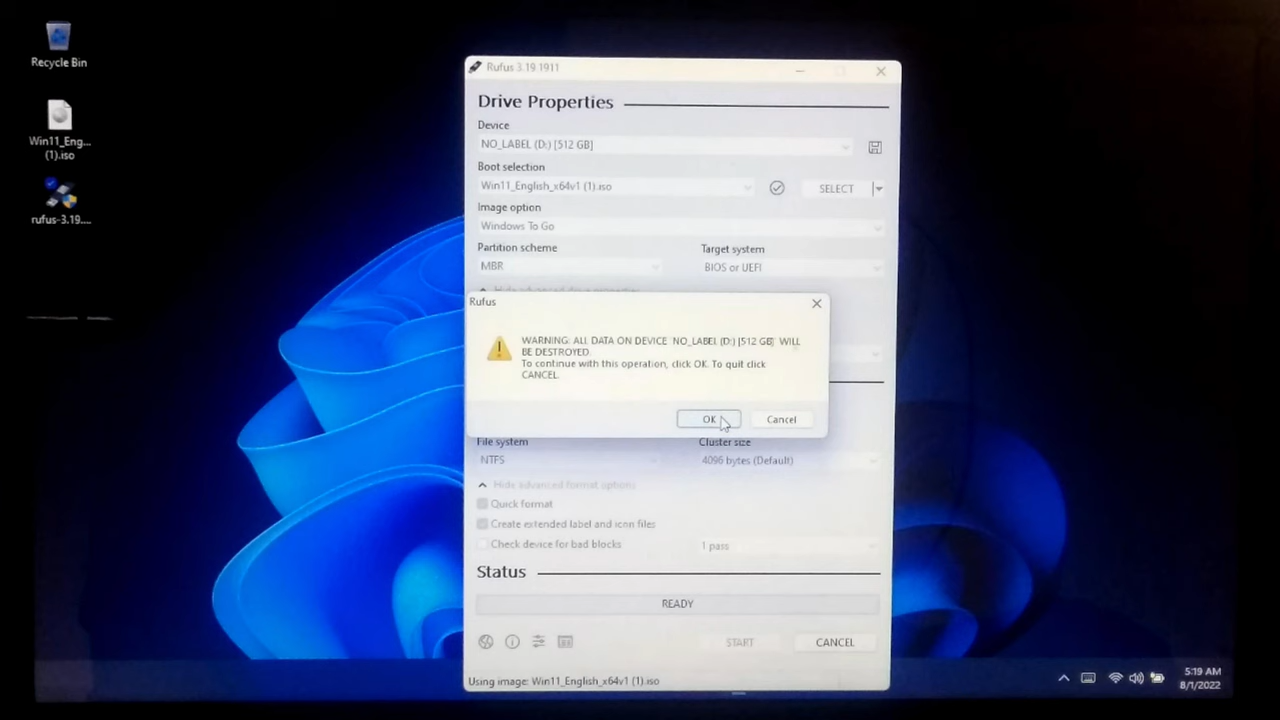 Recycle Bin
Win11_Eng...
(1).iso
rufus-3.19....
Rufus 3.19.1911
Drive Properties
Device
NO_LABEL (D:) [512 GB]
Boot selection
Win11_English_x64v1 (1).iso
SELECT
Image option
Windows To Go
Partition scheme
Target system
MBR
BIOS or UEFI
Hide advanced drive properties
Rufus
WARNING: ALL DATA ON DEVICE 'NO_LABEL (D:) [512 GB]' WILL
BE DESTROYED.
To continue with this operation, click OK. To quit click
CANCEL.
OK
Cancel
File system
Cluster size
NTFS
4096 bytes (Default)
Hide advanced format options
Quick format
Create extended label and icon files
Check device for bad blocks
1 pass
Status
READY
START
CANCEL
Using image: Win11_English_x64v1 (1).iso
5:19 AM
8/1/2022